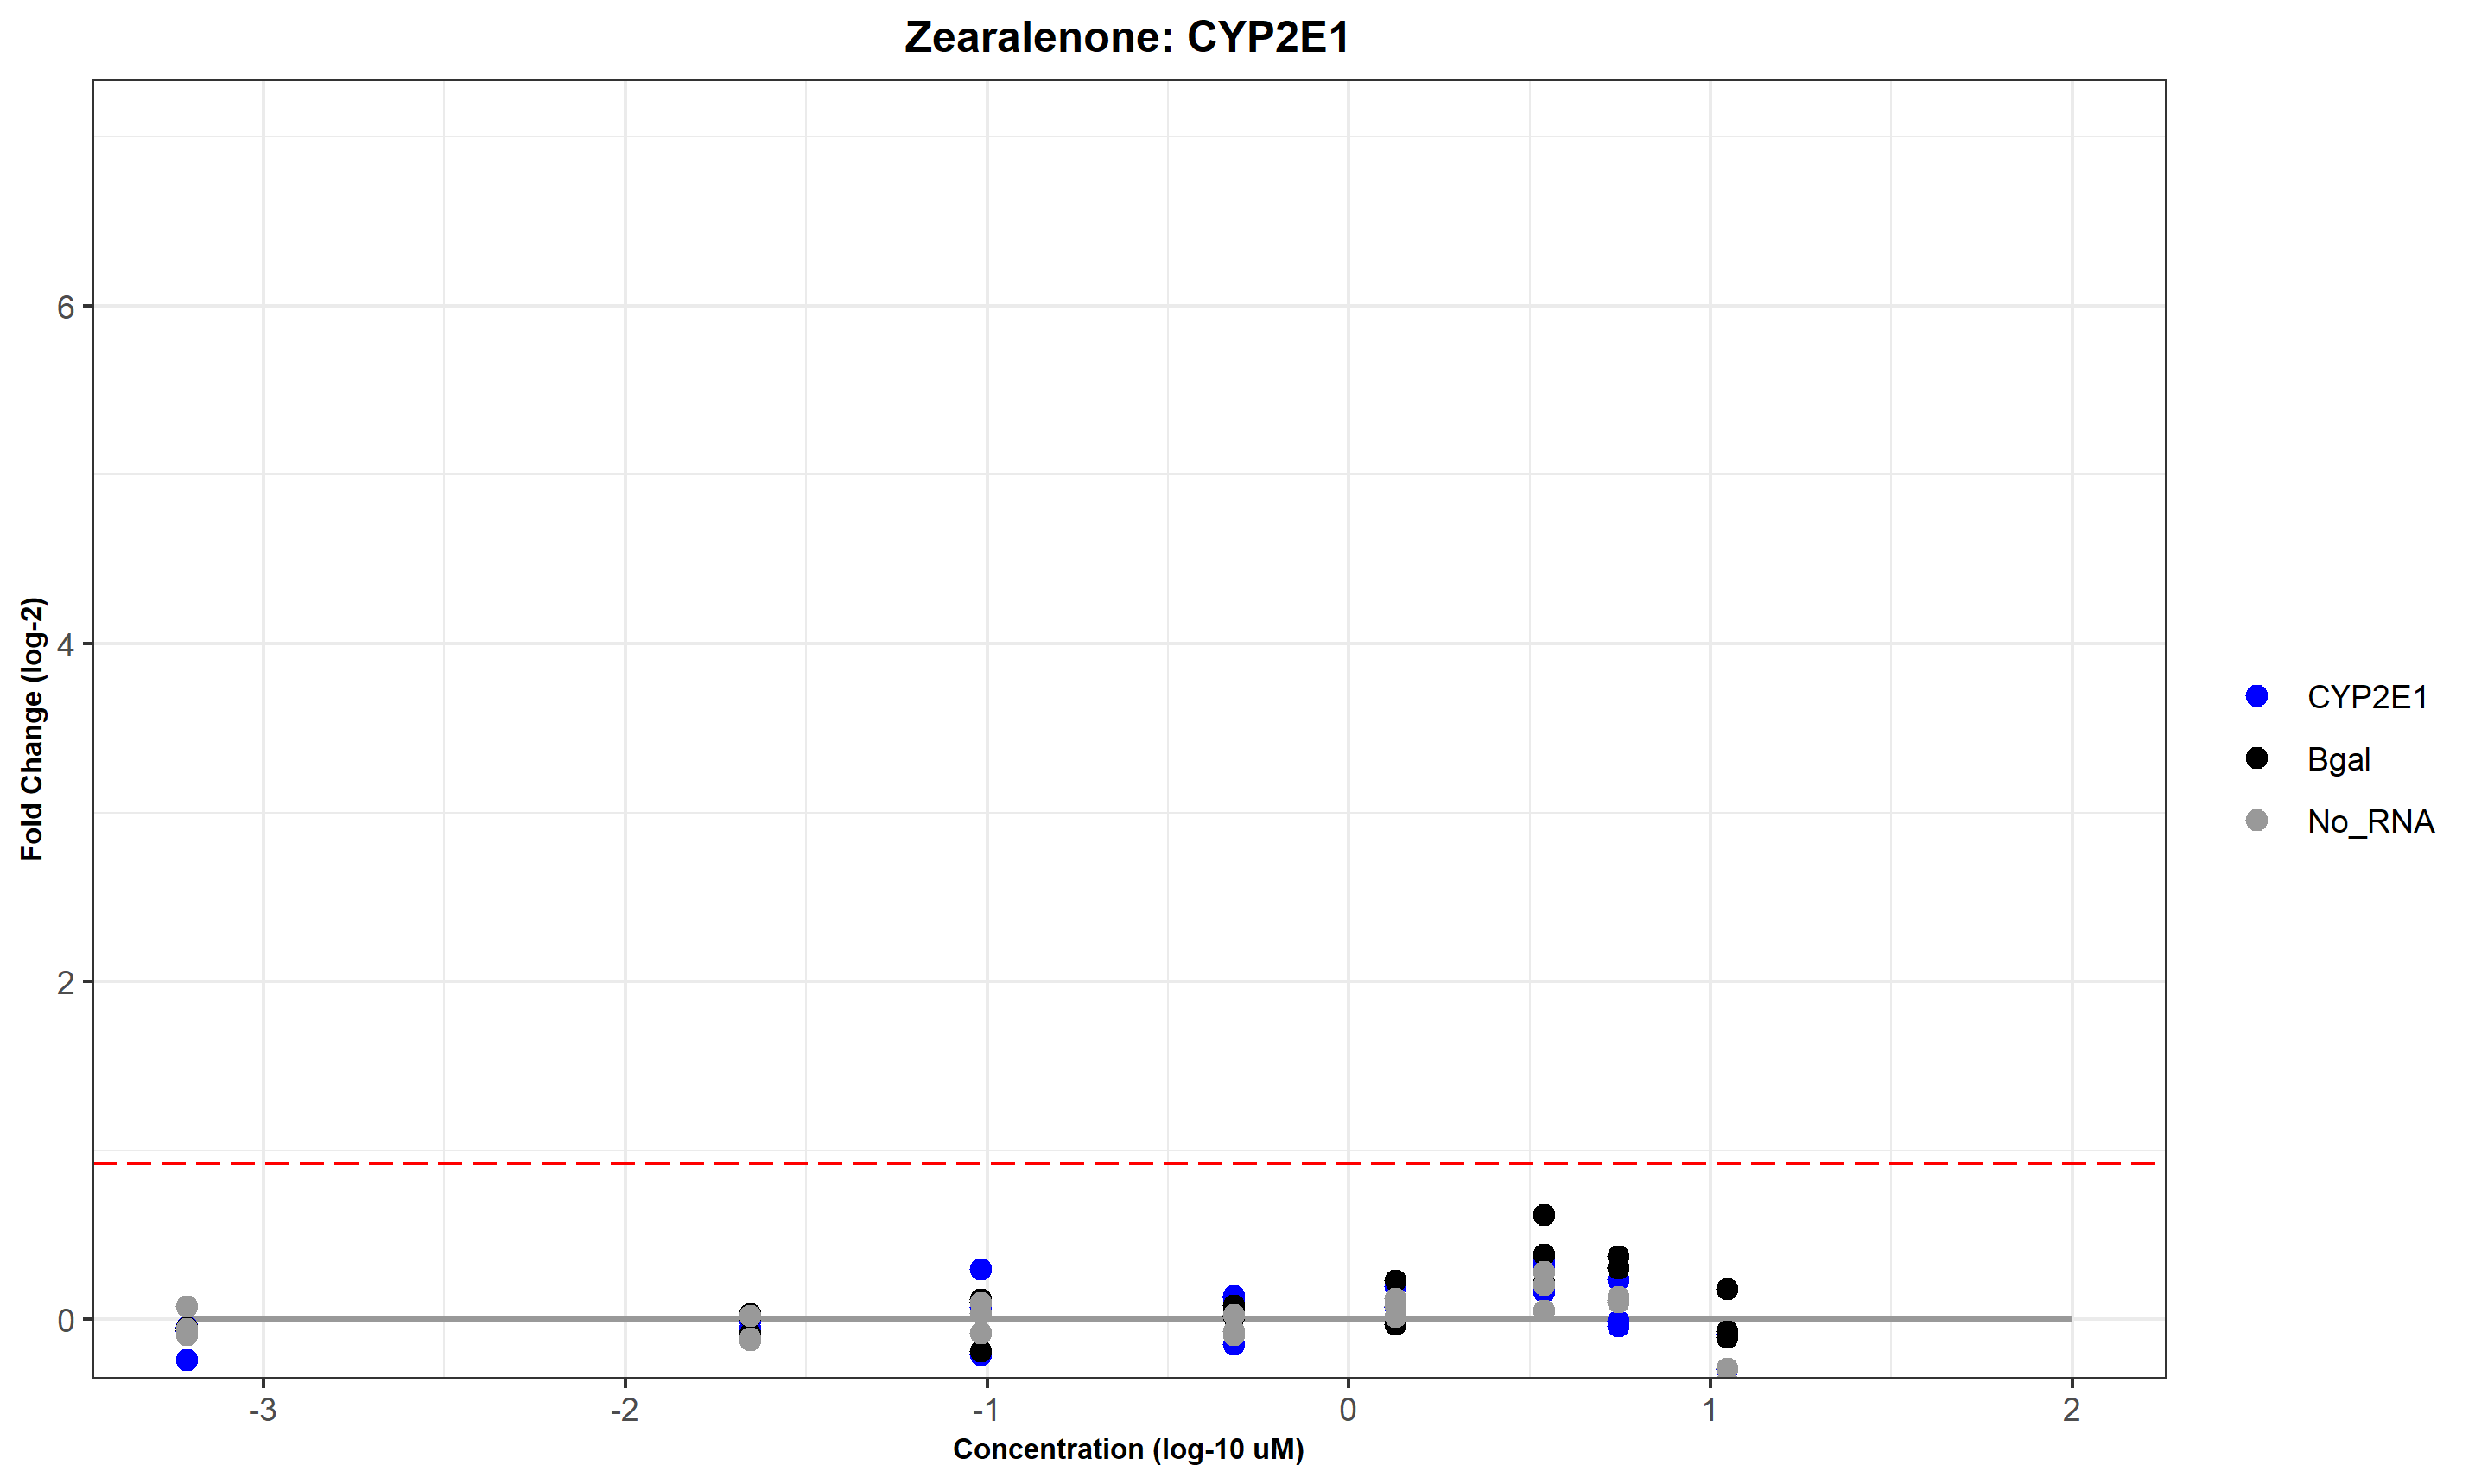 Zearalenone: CYP2E1
Fold Change (log-2)
6
4
2
0
-3
-2
-1
0
1
2
Concentration (log-10 uM)
CYP2E1
Bgal
No_RNA